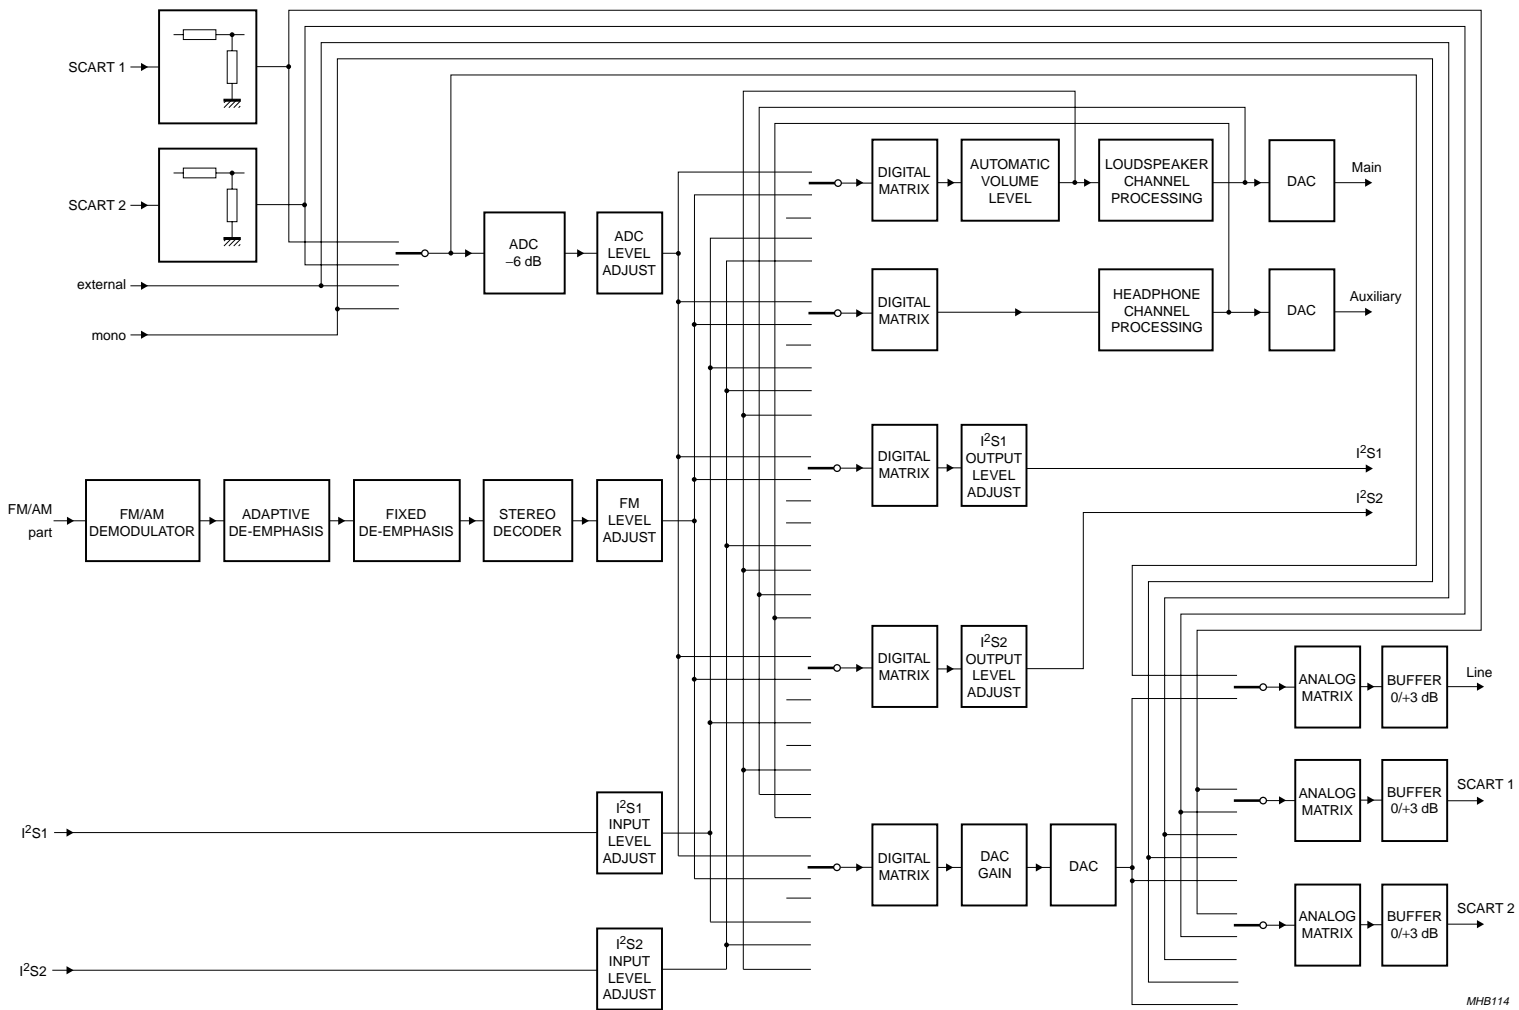 SCART 1
SCART 2
external
mono
ADC
−6 dB
ADC
LEVEL
ADJUST
DIGITAL
MATRIX
AUTOMATIC
VOLUME
LEVEL
LOUDSPEAKER
CHANNEL
PROCESSING
DAC
Main
DIGITAL
MATRIX
HEADPHONE
CHANNEL
PROCESSING
DAC
Auxiliary
DIGITAL
MATRIX
I²S1
OUTPUT
LEVEL
ADJUST
I²S1
I²S2
FM/AM
part
FM/AM
DEMODULATOR
ADAPTIVE
DE-EMPHASIS
FIXED
DE-EMPHASIS
STEREO
DECODER
FM
LEVEL
ADJUST
DIGITAL
MATRIX
I²S2
OUTPUT
LEVEL
ADJUST
ANALOG
MATRIX
BUFFER
0/+3 dB
Line
I²S1
I²S1
INPUT
LEVEL
ADJUST
ANALOG
MATRIX
BUFFER
0/+3 dB
SCART 1
DIGITAL
MATRIX
DAC
GAIN
DAC
ANALOG
MATRIX
BUFFER
0/+3 dB
SCART 2
I²S2
I²S2
INPUT
LEVEL
ADJUST
MHB114